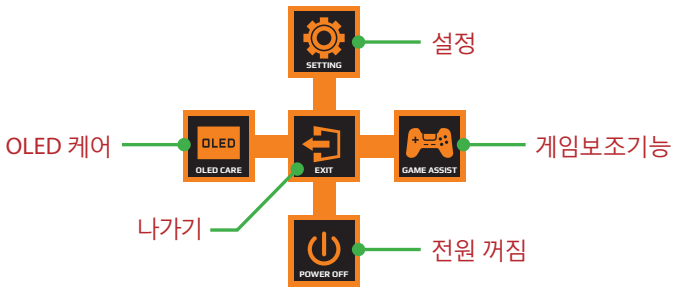 SETTING
설정
OLED 케어
OLED
OLED CARE
EXIT
GAME ASSIST
게임보조기능
나가기
POWER OFF
전원 꺼짐